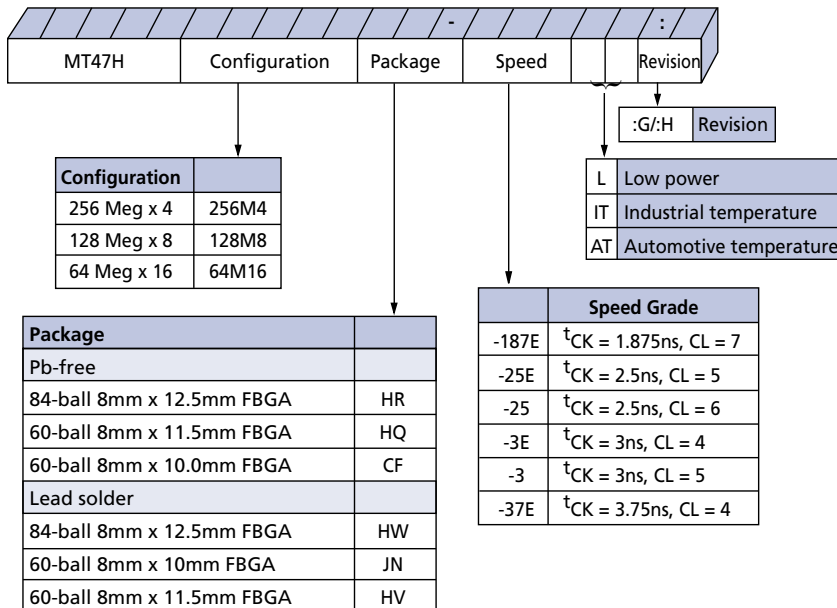 - :
MT47H Configuration Package Speed Revision
:G/:H Revision
Configuration
256 Meg x 4 256M4
128 Meg x 8 128M8
64 Meg x 16 64M16
L Low power
IT Industrial temperature
AT Automotive temperature
Package
Pb-free
84-ball 8mm x 12.5mm FBGA HR
60-ball 8mm x 11.5mm FBGA HQ
60-ball 8mm x 10.0mm FBGA CF
Lead solder
84-ball 8mm x 12.5mm FBGA HW
60-ball 8mm x 10mm FBGA JN
60-ball 8mm x 11.5mm FBGA HV
Speed Grade
-187E tCK = 1.875ns, CL = 7
-25E tCK = 2.5ns, CL = 5
-25 tCK = 2.5ns, CL = 6
-3E tCK = 3ns, CL = 4
-3 tCK = 3ns, CL = 5
-37E tCK = 3.75ns, CL = 4